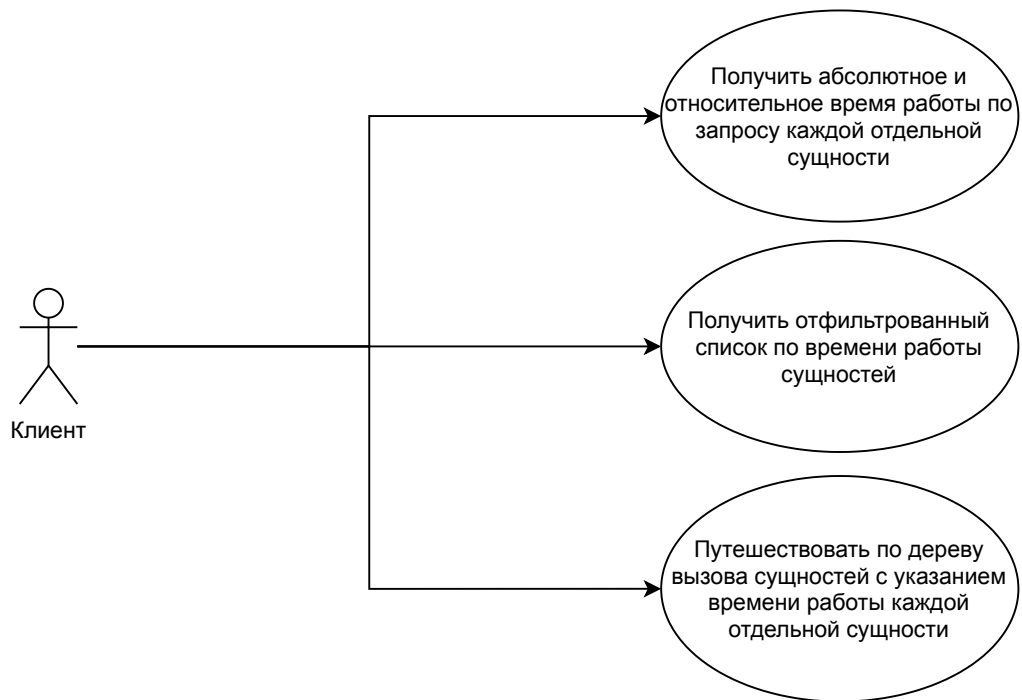 Получить абсолютное и
относительное время работы по
запросу каждой отдельной
сущности
Получить отфильтрованный
список по времени работы
сущностей
Клиент
Путешествовать по дереву
вызова сущностей с указанием
времени работы каждой
отдельной сущности